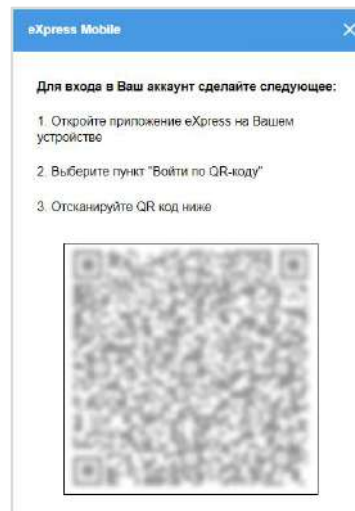 eXpress Mobile
Для входа в Ваш аккаунт сделайте следующее:
1. Откройте приложение eXpress на Вашем
устройстве
2. Выберите пункт "Войти по QR-коду"
3. Отсканируйте QR код ниже